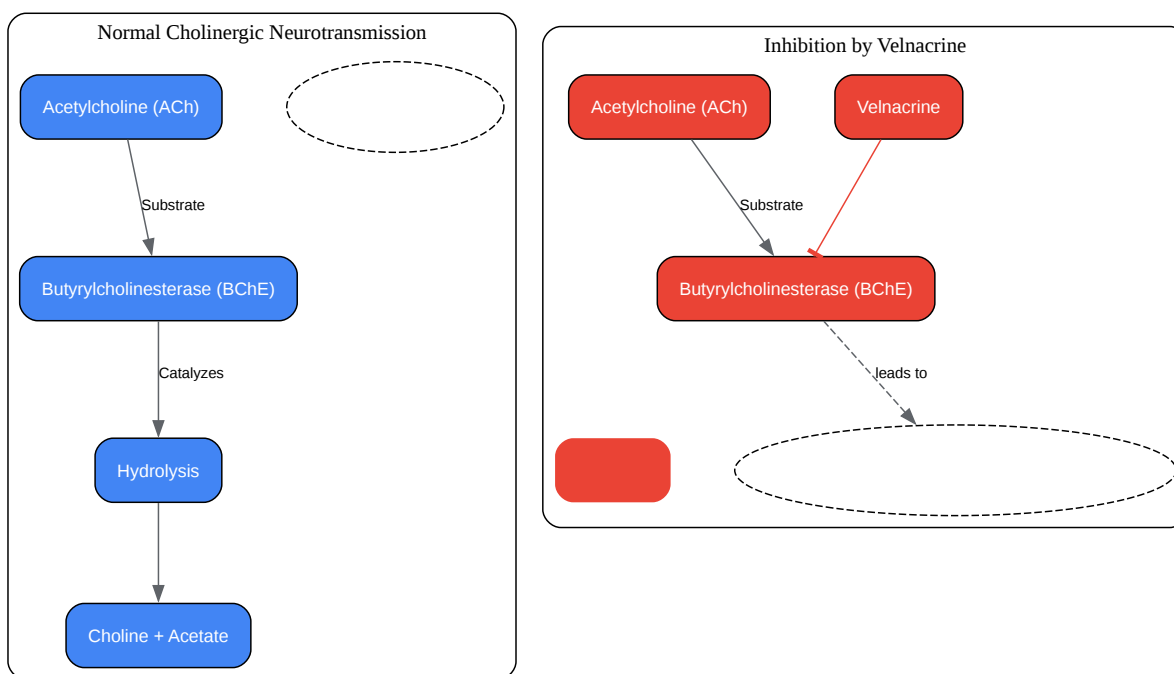 Normal Cholinergic Neurotransmission
Acetylcholine (ACh)
Substrate
Butyrylcholinesterase (BChE)
Catalyzes
Hydrolysis
Choline + Acetate
Inhibition by Velnacrine
Acetylcholine (ACh)
Velnacrine
Substrate
Butyrylcholinesterase (BChE)
leads to